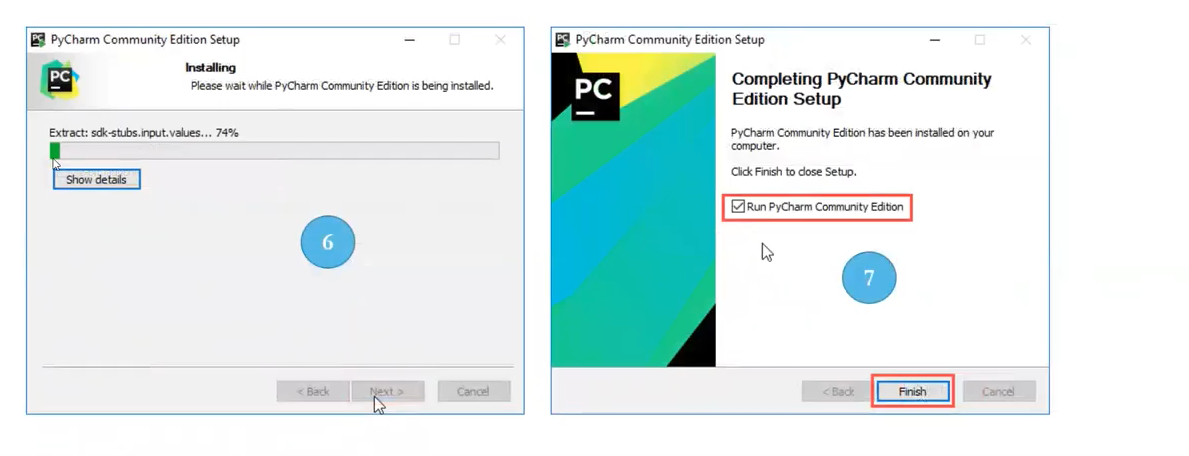 PyCharm Community Edition Setup
PC
Installing
Please wait while PyCharm Community Edition is being installed.
Extract: sdk-stubs.input.values... 74%
Show details
6
< Back
Next >
Cancel
PyCharm Community Edition Setup
PC
Completing PyCharm Community
Edition Setup
PyCharm Community Edition has been installed on your
computer.
Click Finish to close Setup.
Run PyCharm Community Edition
7
< Back
Finish
Cancel